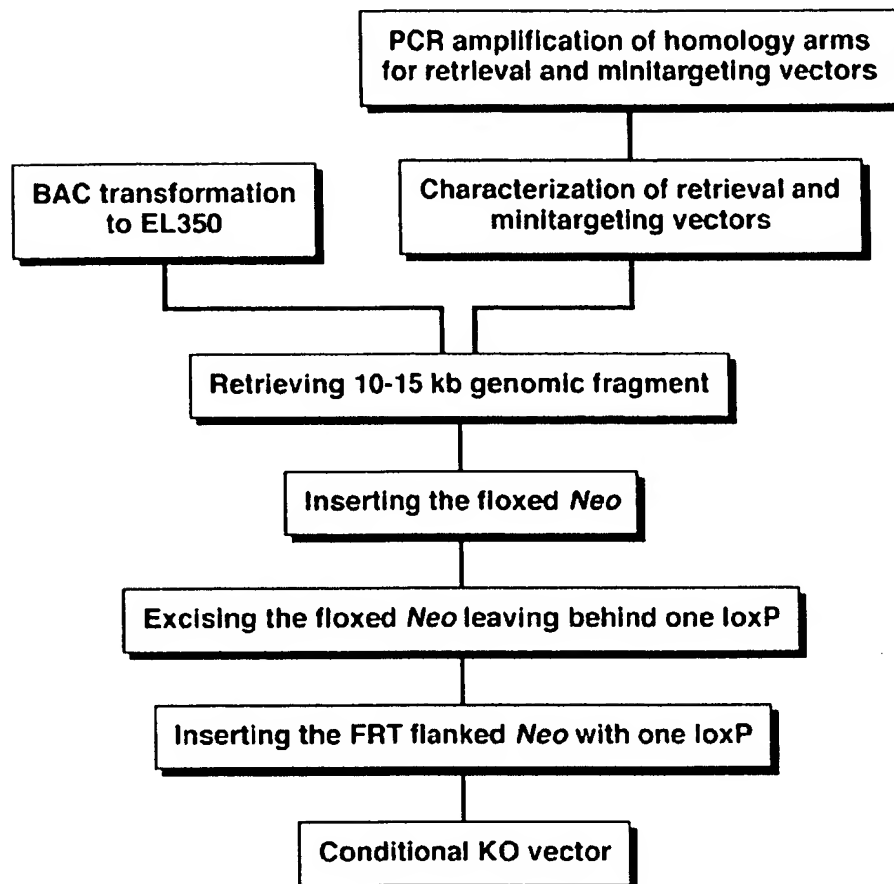 PCR amplification of homology arms
for retrieval and minitargeting vectors
BAC transformation
to EL350
Characterization of retrieval and
minitargeting vectors
Retrieving 10-15 kb genomic fragment
Inserting the floxed Neo
Excising the floxed Neo leaving behind one loxP
Inserting the FRT flanked Neo with one loxP
Conditional KO vector